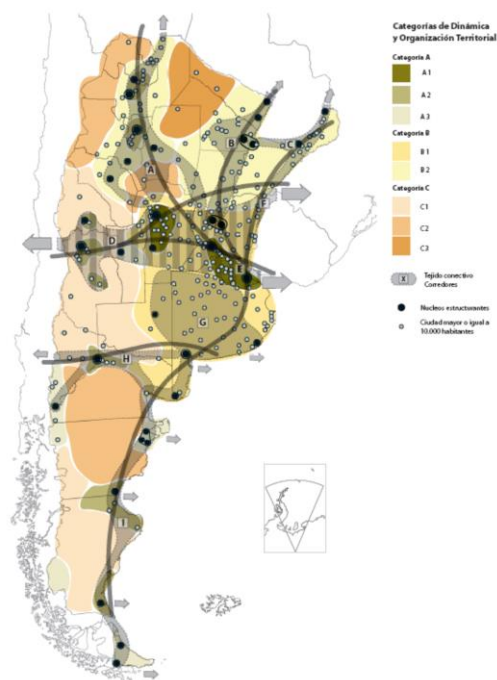 Categorías de Dinámica
y Organización Territorial
Categoría A
A 1
A 2
A 3
Categoría B
B 1
B 2
Categoría C
C1
C2
C3
X
Tejido conectivo
Corredores
Nucleos estructurantes
Ciudad mayor o igual a
10.000 habitantes
B
C
A
F
D
E
G
H
I